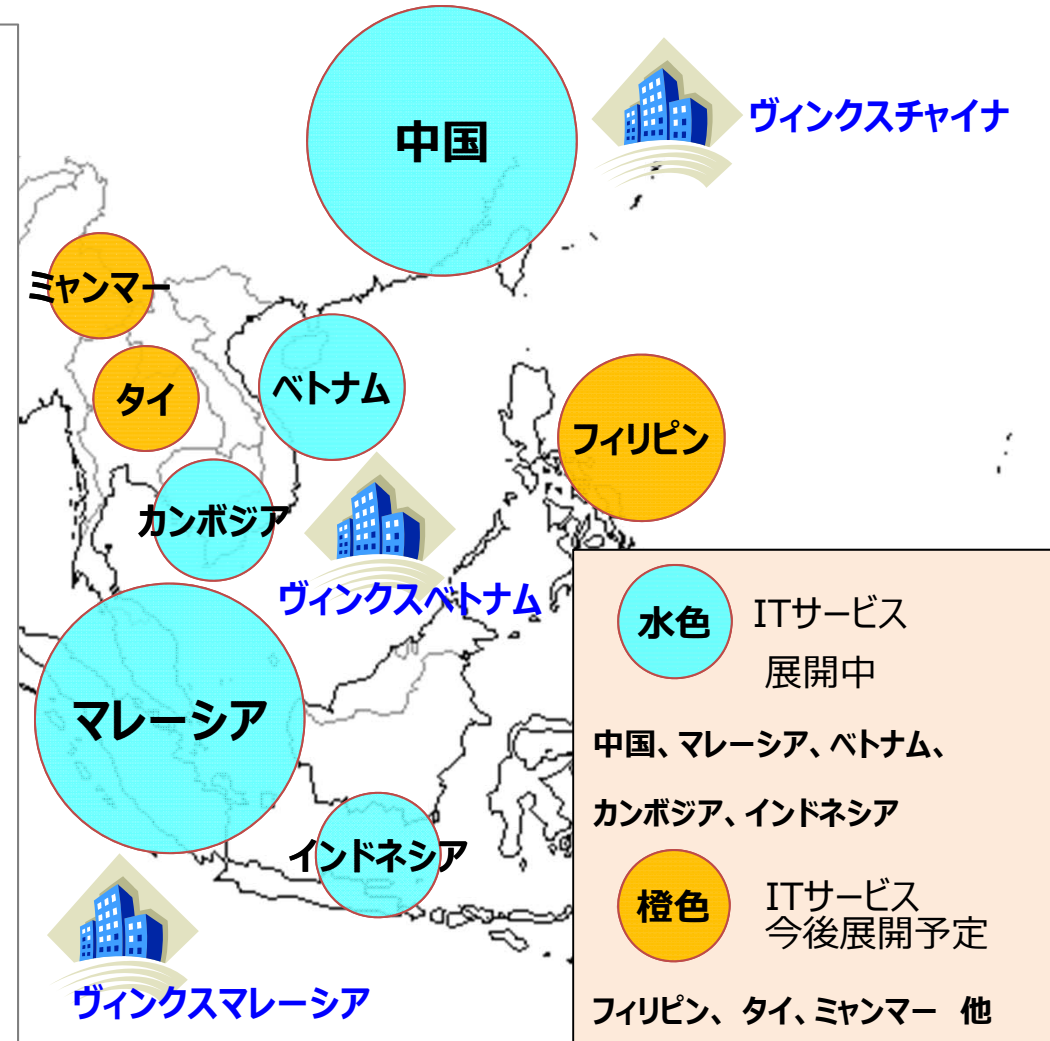 中国
ヴィンクスチャイナ
ミャンマー
タイ
ベトナム
フィリピン
カンボジア
ヴィンクスベトナム
マレーシア
インドネシア
ヴィンクスマレーシア
水色
ITサービス
展開中
中国、マレーシア、ベトナム、
カンボジア、インドネシア
橙色
ITサービス
今後展開予定
フィリピン、タイ、ミャンマー 他